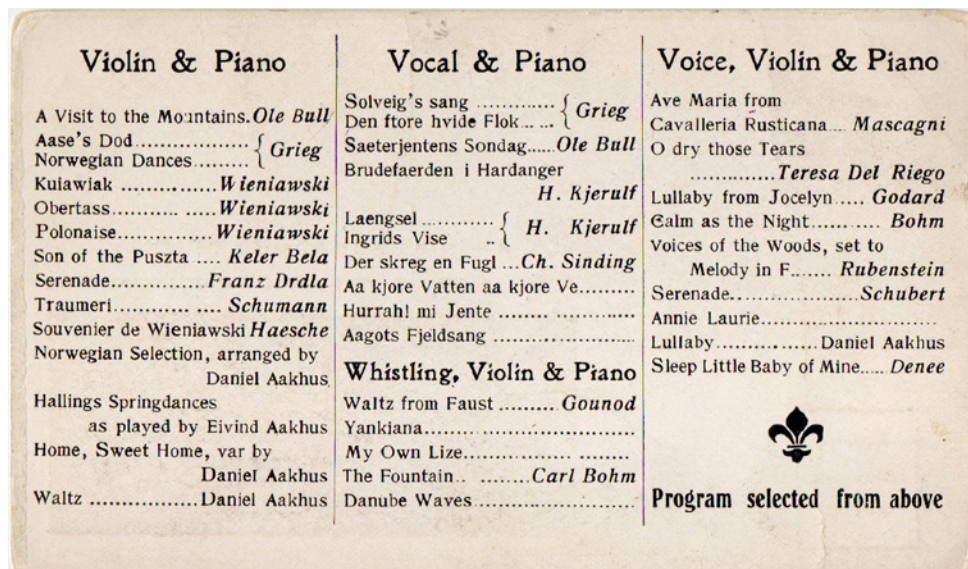 Violin & Piano
A Visit to the Mountains. Ole Bull
Aase's Dod.................... { Grieg
Norwegian Dances......... 
Kuiawiak ............... Wieniawski
Obertass............ ..... Wieniawski
Polonaise............... Wieniawski
Son of the Puszta .... Keler Bela
Serenade............... Franz Drdla
Traumeri............ .... Schumann
Souvenier de Wieniawski Haesche
Norwegian Selection, arranged by
Daniel Aakhus
Hallings Springdances
as played by Eivind Aakhus
Home, Sweet Home, var by
Daniel Aakhus
Waltz .................Daniel Aakhus
Vocal & Piano
Solveig's sang ............. { Grieg
Den ftore hvide Flok... ...
Saeterjentens Sondag.....Ole Bull
Brudefaerden i Hardanger
H. Kjerulf
Laengsel ............ { H. Kjerulf
Ingrids Vise ..
Der skreg en Fugl ...Ch. Sinding
Aa kjore Vatten aa kjore Ve.........
Hurrah! mi Jente ........ .............
Aagots Fjeldsang .......................
Whistling, Violin & Piano
Waltz from Faust ......... Gounod
Yankiana..................................
My Own Lize.................. ........
The Fountain.. ........Carl Bohm
Danube Waves..........................
Voice, Violin & Piano
Ave Maria from
Cavalleria Rusticana.... Mascagni
O dry those Tears
..............Teresa Del Riego
Lullaby from Jocelyn..... Godard
Calm as the Night........... Bohm
Voices of the Woods, set to
Melody in F....... Rubenstein
Serenade.....................Schubert
Annie Laurie.............................
Lullaby.................Daniel Aakhus
Sleep Little Baby of Mine..... Denee
Program selected from above